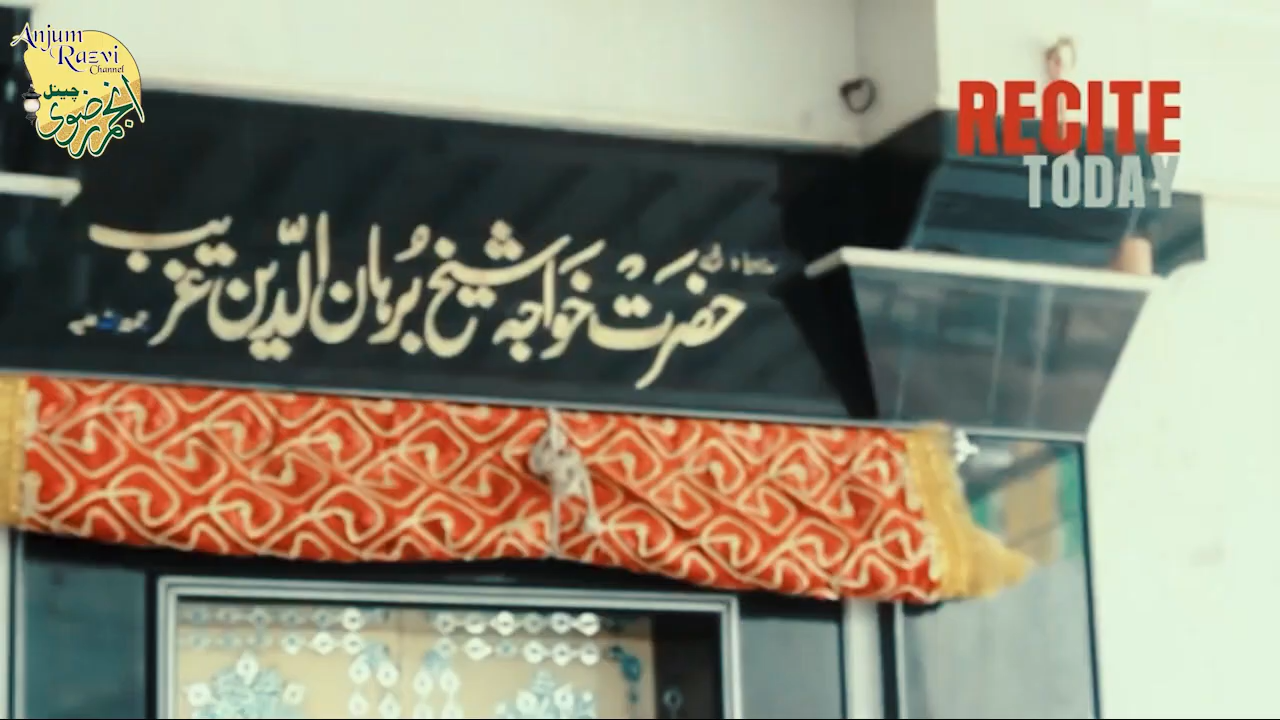 Anjum
Razvi
Channel
چینل
انجم رضوی
RECITE
TODAY
حضرت خواجہ شیخ برہان الدین غریب